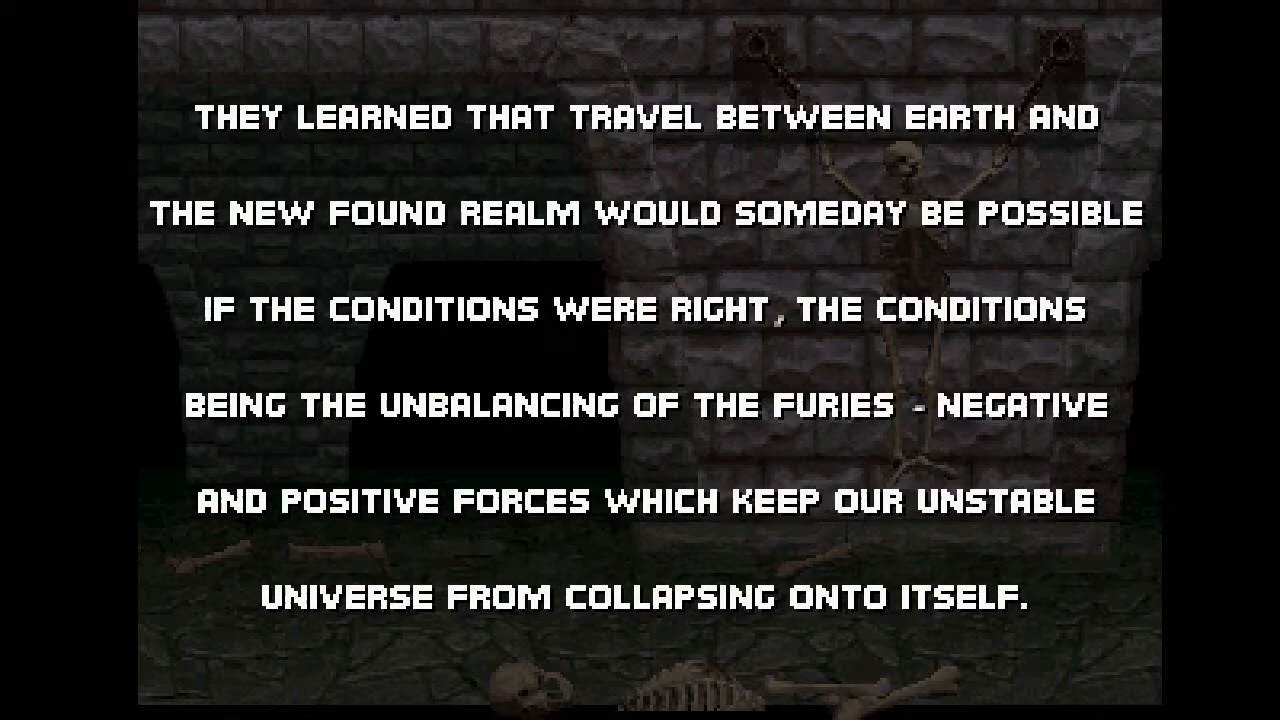 THEY LEARNED THAT TRAVEL BETWEEN EARTH AND
THE NEW FOUND REALM WOULD SOMEDAY BE POSSIBLE
IF THE CONDITIONS WERE RIGHT, THE CONDITIONS
BEING THE UNBALANCING OF THE FURIES - NEGATIVE
AND POSITIVE FORCES WHICH KEEP OUR UNSTABLE
UNIVERSE FROM COLLAPSING ONTO ITSELF.